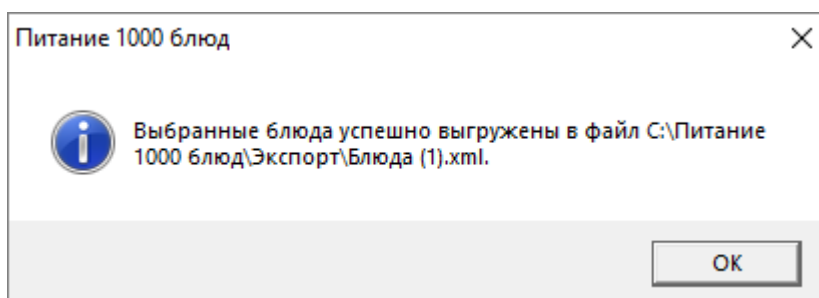 Питание 1000 блюд
Выбранные блюда успешно выгружены в файл C:\Питание
1000 блюд\Экспорт\Блюда (1).xml.
OK